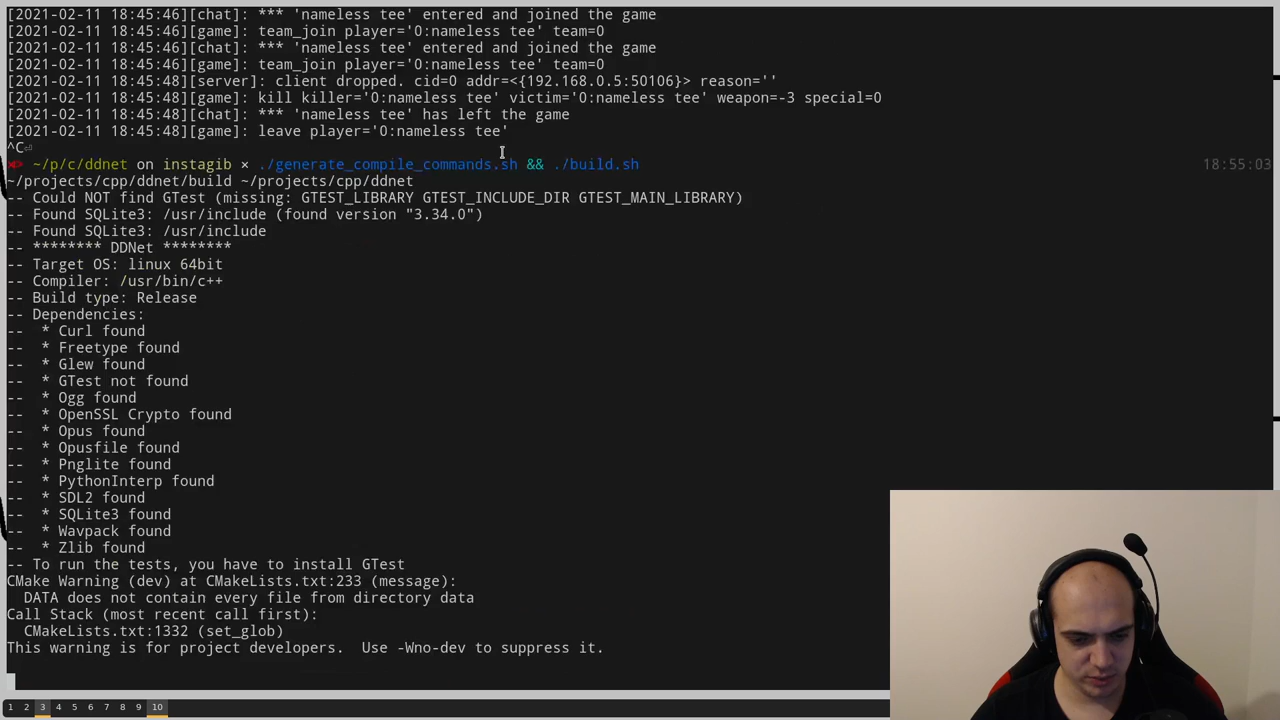 [2021-02-11 18:45:46][chat]: *** 'nameless tee' entered and joined the game
[2021-02-11 18:45:46][game]: team_join player='0:nameless tee' team=0
[2021-02-11 18:45:46][chat]: *** 'nameless tee' entered and joined the game
[2021-02-11 18:45:46][game]: team_join player='0:nameless tee' team=0
[2021-02-11 18:45:48][server]: client dropped. cid=0 addr=<{192.168.0.5:50106}> reason=''
[2021-02-11 18:45:48][game]: kill killer='0:nameless tee' victim='0:nameless tee' weapon=-3 special=0
[2021-02-11 18:45:48][chat]: *** 'nameless tee' has left the game
[2021-02-11 18:45:48][game]: leave player='0:nameless tee'
^C⏎
~/p/c/ddnet on instagib × ./generate_compile_commands.sh && ./build.sh 18:55:03
~/projects/cpp/ddnet/build ~/projects/cpp/ddnet
-- Could NOT find GTest (missing: GTEST_LIBRARY GTEST_INCLUDE_DIR GTEST_MAIN_LIBRARY)
-- Found SQLite3: /usr/include (found version "3.34.0")
-- Found SQLite3: /usr/include
-- ******** DDNet ********
-- Target OS: linux 64bit
-- Compiler: /usr/bin/c++
-- Build type: Release
-- Dependencies:
--  * Curl found
--  * Freetype found
--  * Glew found
--  * GTest not found
--  * Ogg found
--  * OpenSSL Crypto found
--  * Opus found
--  * Opusfile found
--  * Pnglite found
--  * PythonInterp found
--  * SDL2 found
--  * SQLite3 found
--  * Wavpack found
--  * Zlib found
-- To run the tests, you have to install GTest
CMake Warning (dev) at CMakeLists.txt:233 (message):
  DATA does not contain every file from directory data
Call Stack (most recent call first):
  CMakeLists.txt:1332 (set_glob)
This warning is for project developers.  Use -Wno-dev to suppress it.
1 2 3 4 5 6 7 8 9 10